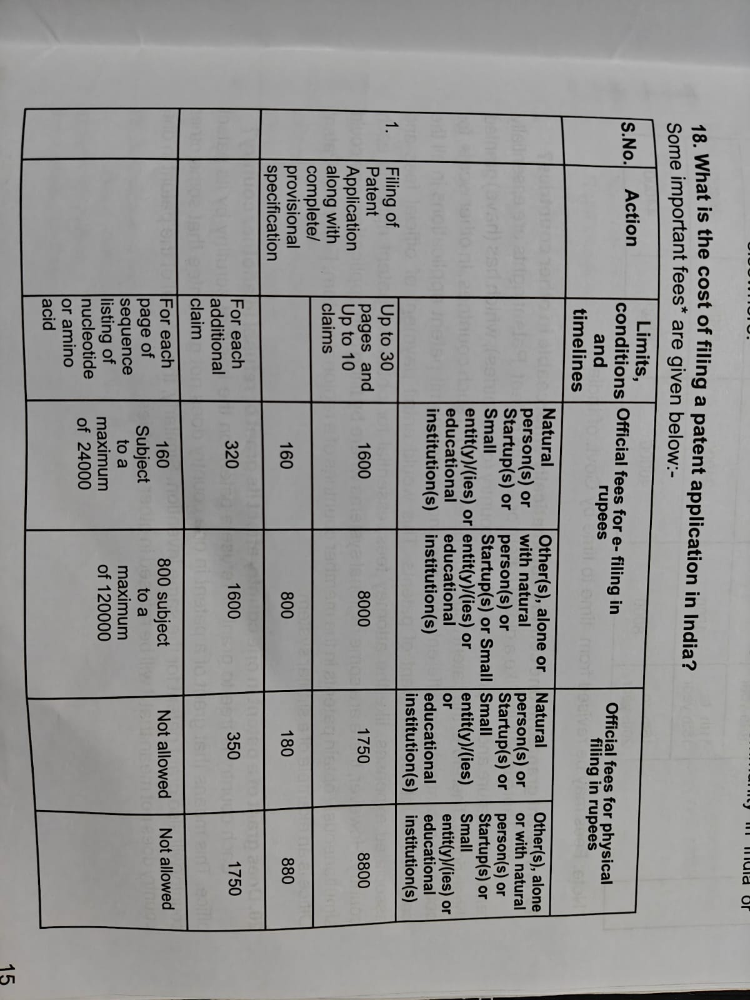 18. What is the cost of filing a patent application in India?
Some important fees* are given below:-
S.No.
Action
Limits,
conditions
and
timelines
Official fees for e- filing in
rupees
Official fees for physical
filing in rupees
Natural
person(s) or
Startup(s) or
Small
entit(y)/(ies) or
educational
institution(s)
Other(s), alone or
with natural
person(s) or
Startup(s) or Small
entit(y)/(ies) or
educational
institution(s)
Natural
person(s) or
Startup(s) or
Small
entit(y)/(ies)
or
educational
institution(s)
Other(s), alone
or with natural
person(s) or
Startup(s) or
Small
entit(y)/(ies) or
educational
institution(s)
1.
Filing of
Patent
Application
along with
complete/
provisional
specification
Up to 30
pages and
Up to 10
claims
1600
8000
1750
8800
160
800
180
880
For each
additional
claim
320
1600
350
1750
For each
page of
sequence
listing of
nucleotide
or amino
acid
160
Subject
to a
maximum
of 24000
800 subject
to a
maximum
of 120000
Not allowed
Not allowed
15